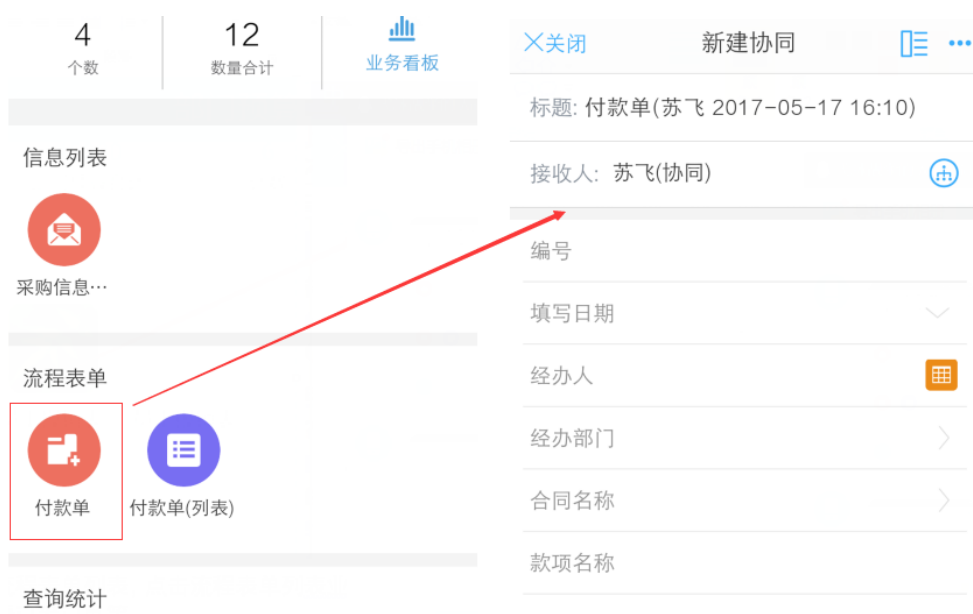 4
个数
12
数量合计
业务看板
信息列表
采购信息…
流程表单
付款单
付款单(列表)
查询统计
关闭
新建协同
标题: 付款单(苏飞 2017-05-17 16:10)
接收人: 苏飞(协同)
编号
填写日期
经办人
经办部门
合同名称
款项名称